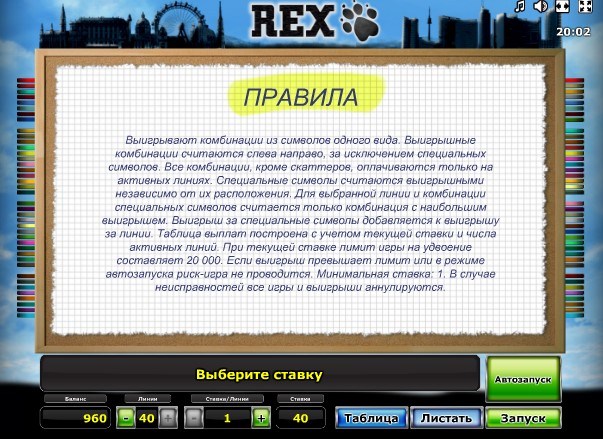 REX
20:02
ПРАВИЛА
Выигрывают комбинации из символов одного вида. Выигрышные
комбинации считаются слева направо, за исключением специальных
символов. Все комбинации, кроме скаттеров, оплачиваются только на
активных линиях. Специальные символы считаются выигрышными
независимо от их расположения. Для выбранной линии и комбинации
специальных символов считается только комбинация с наибольшим
выигрышем. Выигрыш за специальные символы добавляется к выигрышу
за линии. Таблица выплат построена с учетом текущей ставки и числа
активных линий. При текущей ставке лимит игры на удвоение
составляет 20 000. Если выигрыш превышает лимит или в режиме
автозапуска риск-игра не проводится. Минимальная ставка: 1. В случае
неисправностей все игры и выигрыши аннулируются.
Выберите ставку
Автозапуск
Баланс Линии Ставка/Линии Ставка
960 - 40 + - 1 + 40 Таблица Листать Запуск